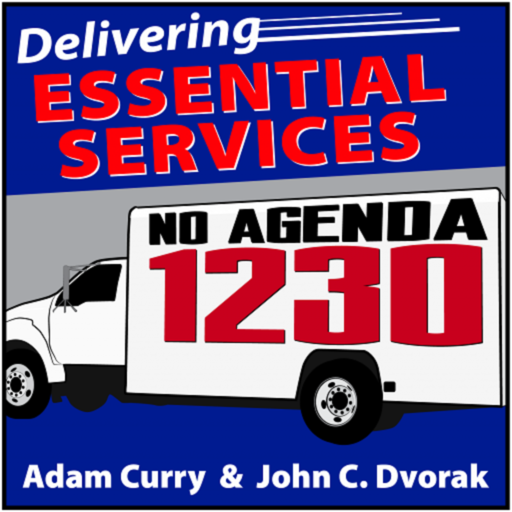 Delivering
ESSENTIAL
SERVICES
NO AGENDA
1230
Adam Curry & John C. Dvorak